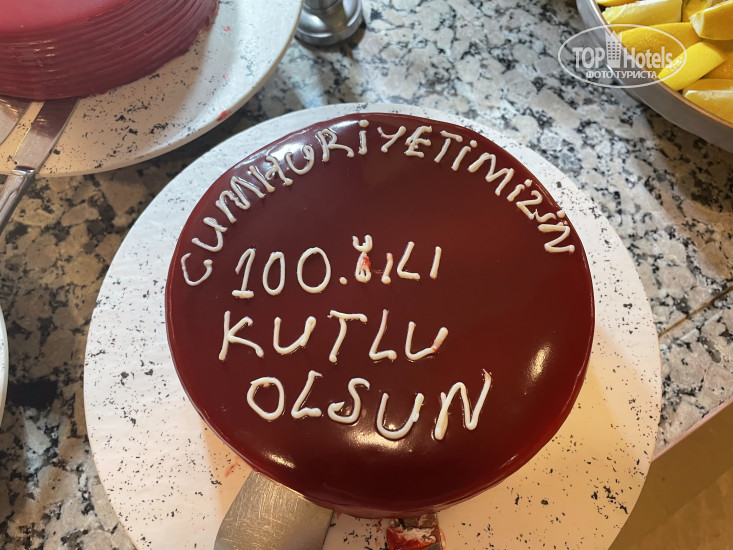 CUMHURİYETİMİZİN
100. YILI
KUTLU
OLSUN
TOP Hotels
ФОТО ТУРИСТА